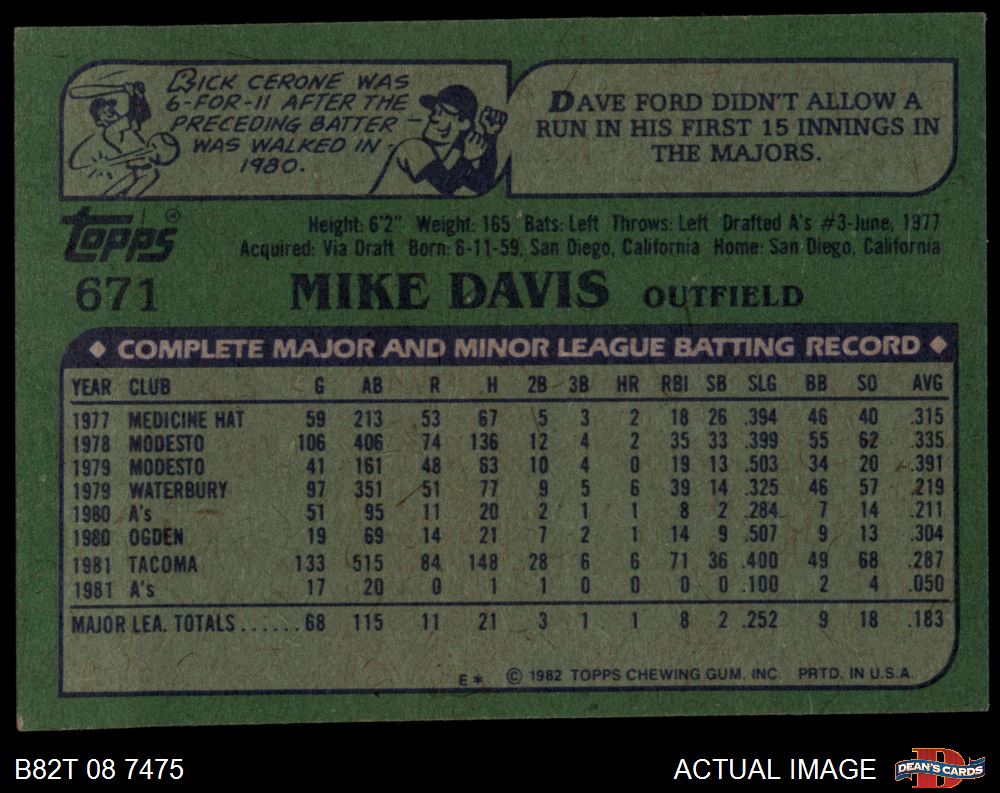 RICK CERONE WAS
6-FOR-11 AFTER THE
PRECEDING BATTER
WAS WALKED IN
1980.
DAVE FORD DIDN'T ALLOW A
RUN IN HIS FIRST 15 INNINGS IN
THE MAJORS.
Topps®
Height: 6'2" Weight: 165 Bats: Left Throws: Left Drafted A's #3-June, 1977
Acquired: Via Draft Born: 6-11-59, San Diego, California Home: San Diego, California
671 MIKE DAVIS OUTFIELD
◆ COMPLETE MAJOR AND MINOR LEAGUE BATTING RECORD ◆
YEAR CLUB G AB R H 2B 3B HR RBI SB SLG BB SO AVG
1977 MEDICINE HAT 59 213 53 67 5 3 2 18 26 .394 46 40 .315
1978 MODESTO 106 406 74 136 12 4 2 35 33 .399 55 62 .335
1979 MODESTO 41 161 48 63 10 4 0 19 13 .503 34 20 .391
1979 WATERBURY 97 351 51 77 9 5 6 39 14 .325 46 57 .219
1980 A's 51 95 11 20 2 1 1 8 2 .284 7 14 .211
1980 OGDEN 19 69 14 21 7 2 1 14 9 .507 9 13 .304
1981 TACOMA 133 515 84 148 28 6 6 71 36 .400 49 68 .287
1981 A's 17 20 0 1 1 0 0 0 0 .100 2 4 .050
MAJOR LEA. TOTALS......68 115 11 21 3 1 1 8 2 .252 9 18 .183
E* © 1982 TOPPS CHEWING GUM, INC. PRTD. IN U.S.A.
B82T 08 7475
ACTUAL IMAGE
DEAN'S CARDS